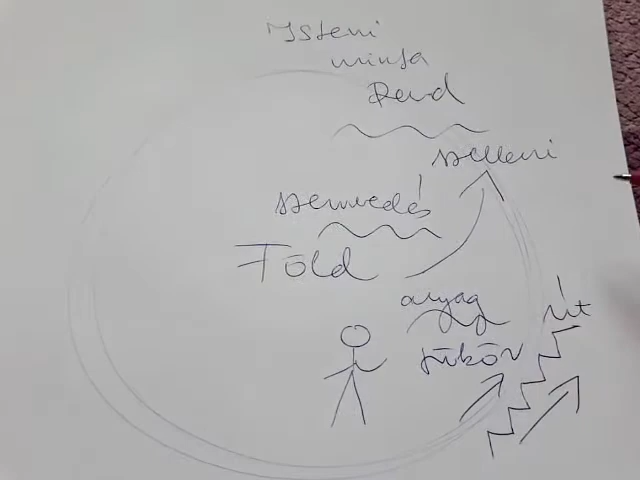 Isteni
minta
Rend
szellemi
szenvedés
Föld
anyag
út
tükör